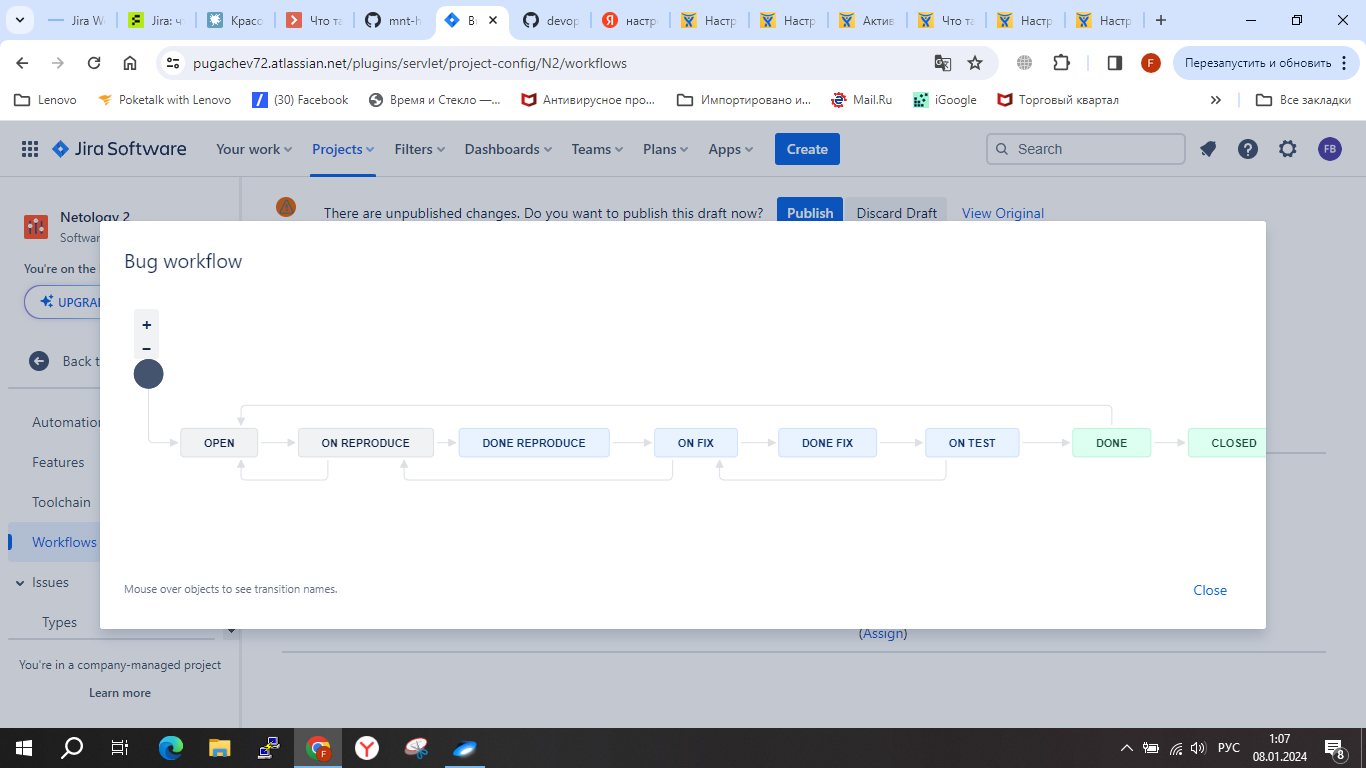 Jira W
Jira: ч
Красо
Что та
mnt-h
B
devop
настр
Настр
Настр
Актив
Что та
Настр
Настр
pugachev72.atlassian.net/plugins/servlet/project-config/N2/workflows
F
Перезапустить и обновить
Lenovo
Poketalk with Lenovo
(30) Facebook
Время и Стекло —...
Антивирусное про...
Импортировано и...
Mail.Ru
iGoogle
Торговый квартал
Все закладки
Jira Software
Your work
Projects
Filters
Dashboards
Teams
Plans
Apps
Create
Search
FB
Netology 2
Softwar
There are unpublished changes. Do you want to publish this draft now?
Publish
Discard Draft
View Original
You're on the
UPGRA
Back t
Automation
Features
Toolchain
Workflows
Issues
Types
You're in a company-managed project
Learn more
Bug workflow
+
−
OPEN
ON REPRODUCE
DONE REPRODUCE
ON FIX
DONE FIX
ON TEST
DONE
CLOSED
Mouse over objects to see transition names.
Close
(Assign)
РУС
1:07
08.01.2024
8